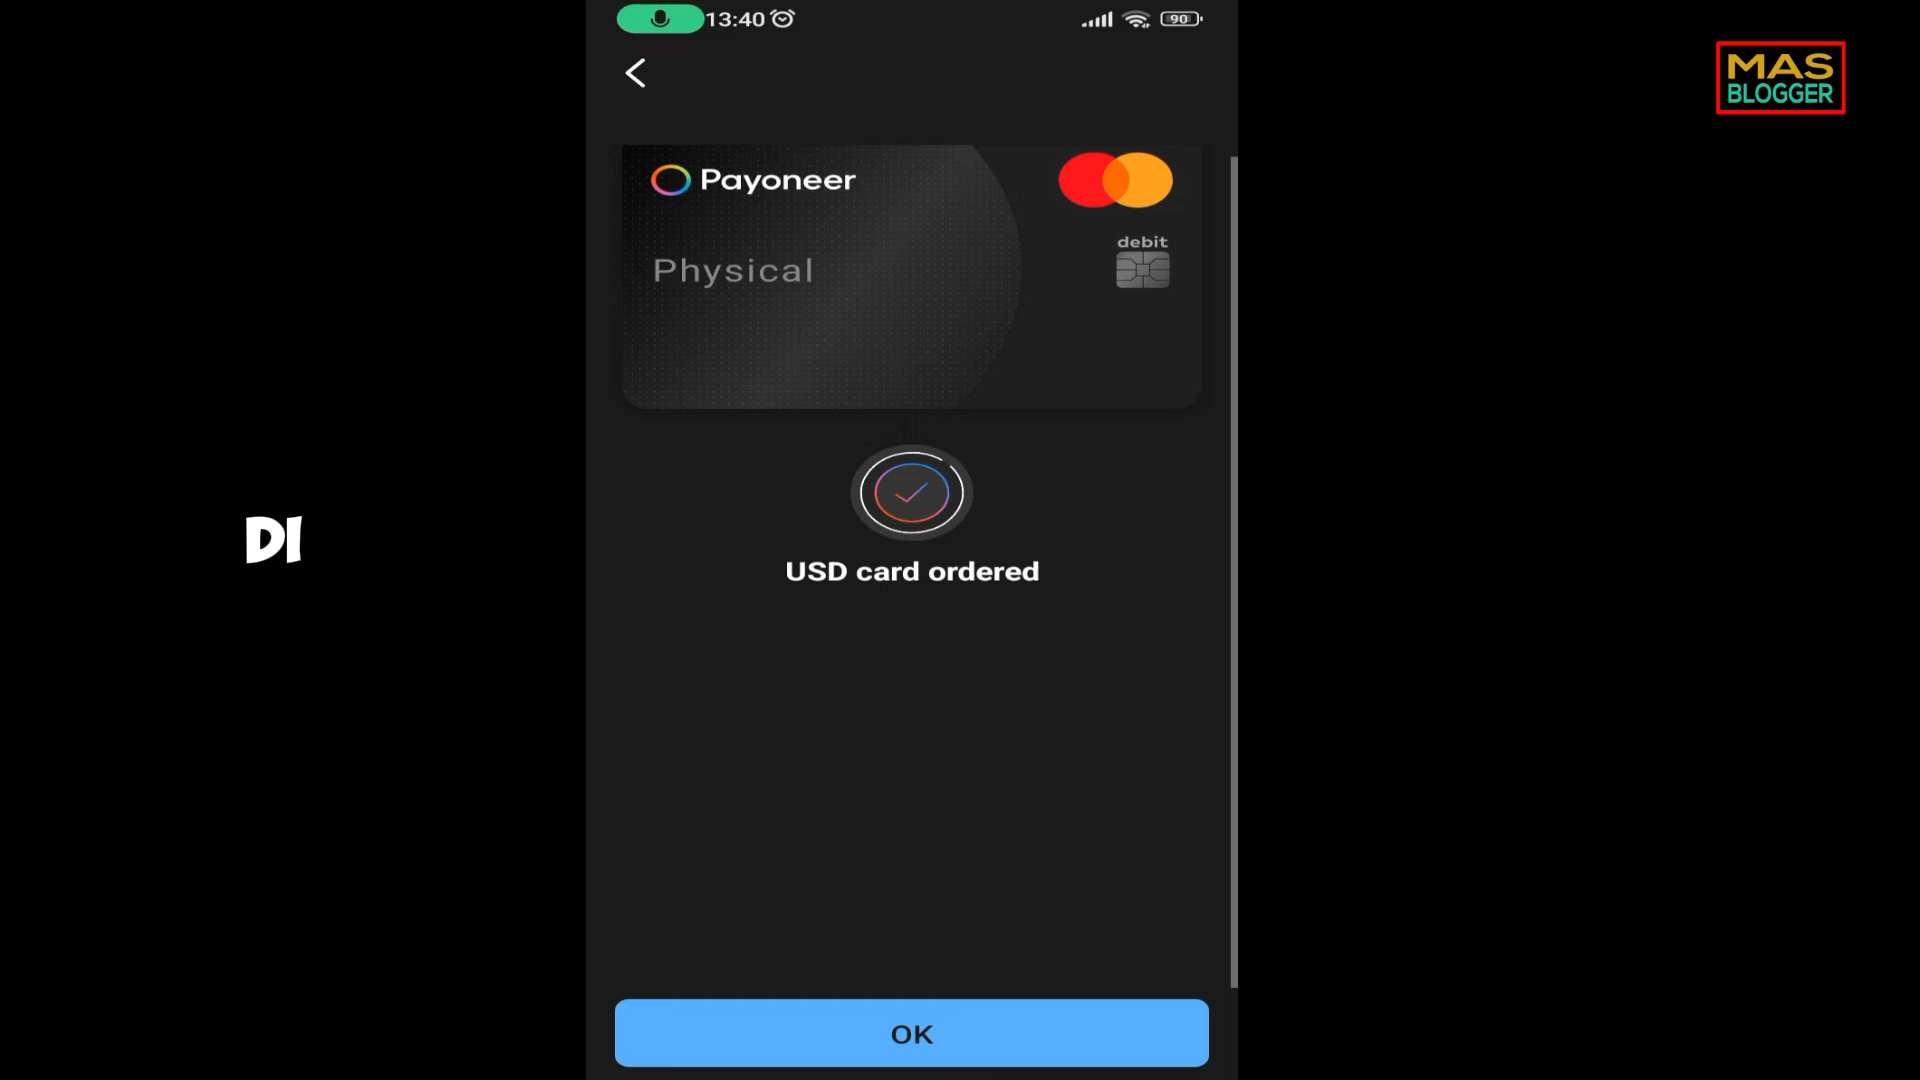 13:40
90
MAS
BLOGGER
Payoneer
debit
Physical
DI
USD card ordered
OK